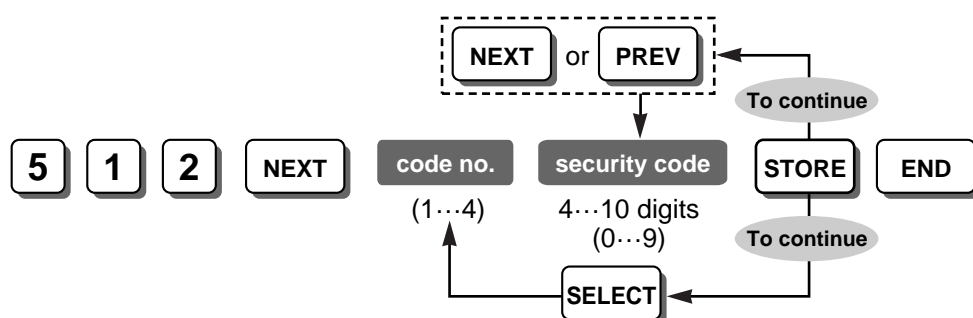 NEXT or PREV
To continue
5 1 2 NEXT code no. security code STORE END
(1···4) 4···10 digits
(0···9)
To continue
SELECT